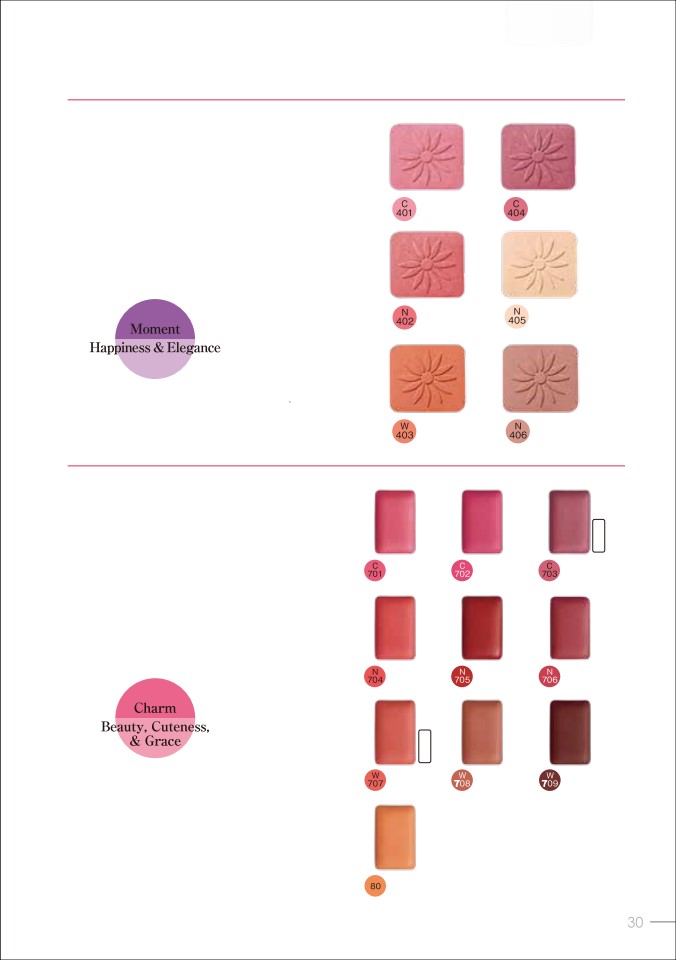 C
401
C
404
N
402
N
405
Moment
Happiness & Elegance
W
403
N
406
C
701
C
702
C
703
N
704
N
705
N
706
Charm
Beauty, Cuteness,
& Grace
W
707
W
708
W
709
80
30